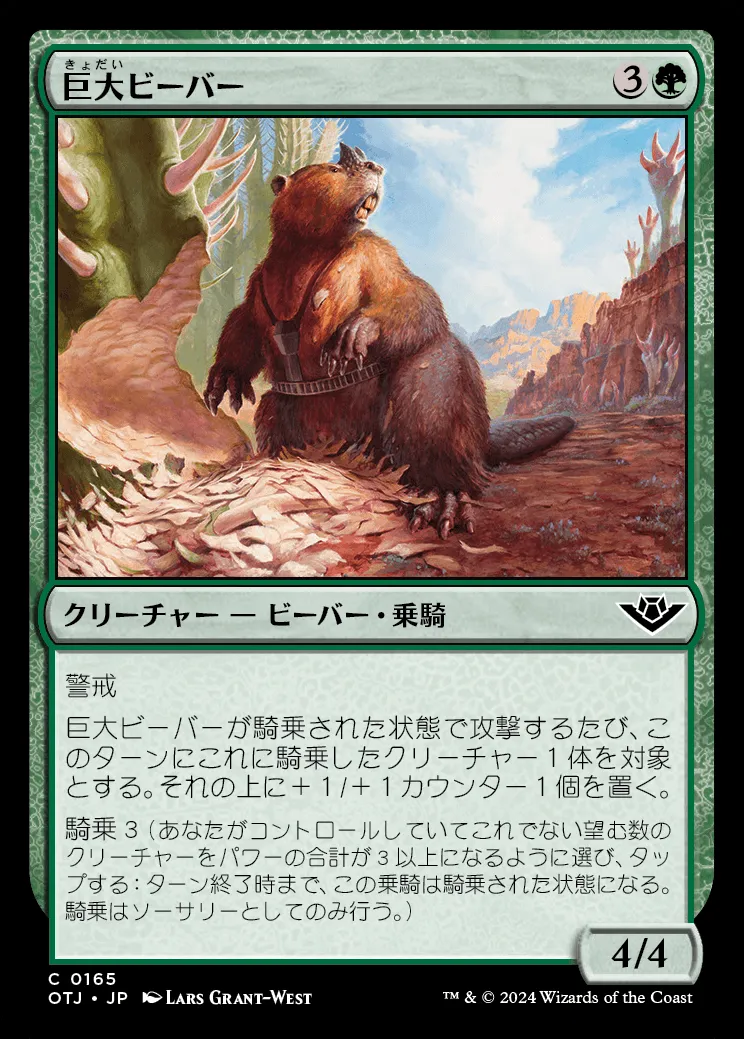 きょだい
巨大ビーバー
3
クリーチャー — ビーバー・乗騎
警戒
巨大ビーバーが騎乗された状態で攻撃するたび、こ
のターンにこれに騎乗したクリーチャー1体を対象
とする。それの上に+1/+1カウンター1個を置く。
騎乗3(あなたがコントロールしていてこれでない望む数の
クリーチャーをパワーの合計が3以上になるように選び、タッ
プする:ターン終了時まで、この乗騎は騎乗された状態になる。
騎乗はソーサリーとしてのみ行う。)
4/4
C 0165
OTJ • JP Lars Grant-West
™ & © 2024 Wizards of the Coast